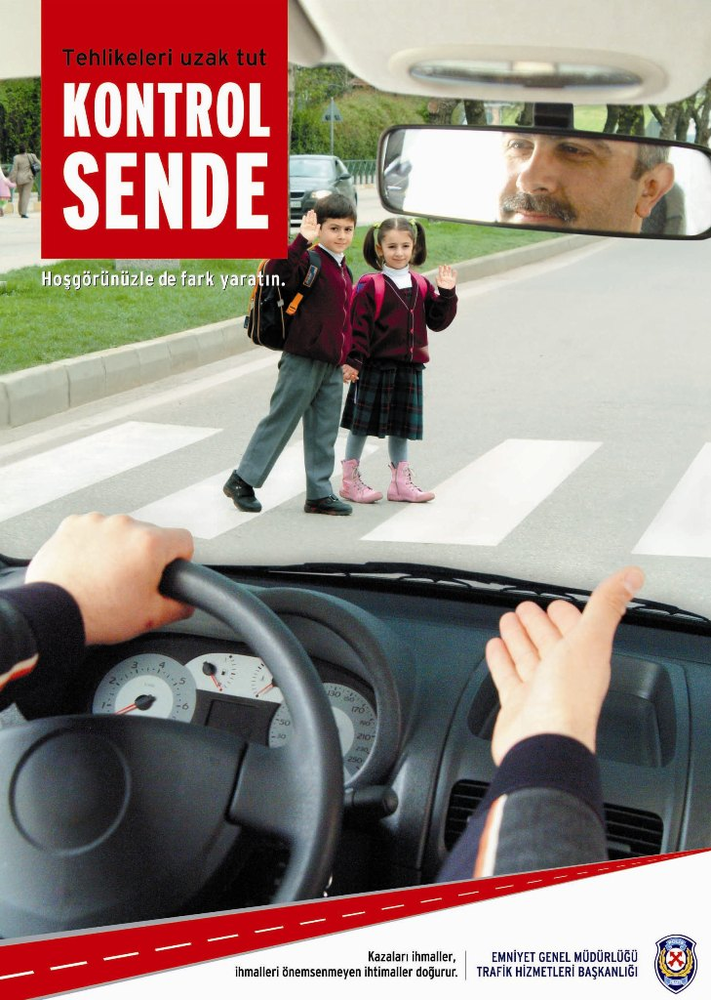 Tehlikeleri uzak tut
KONTROL
SENDE
Hoşgörünüzle de fark yaratın.
Kazaları ihmaller,
ihmalleri önemsenmeyen ihtimaller doğurur.
EMNİYET GENEL MÜDÜRLÜĞÜ
TRAFİK HİZMETLERİ BAŞKANLIĞI